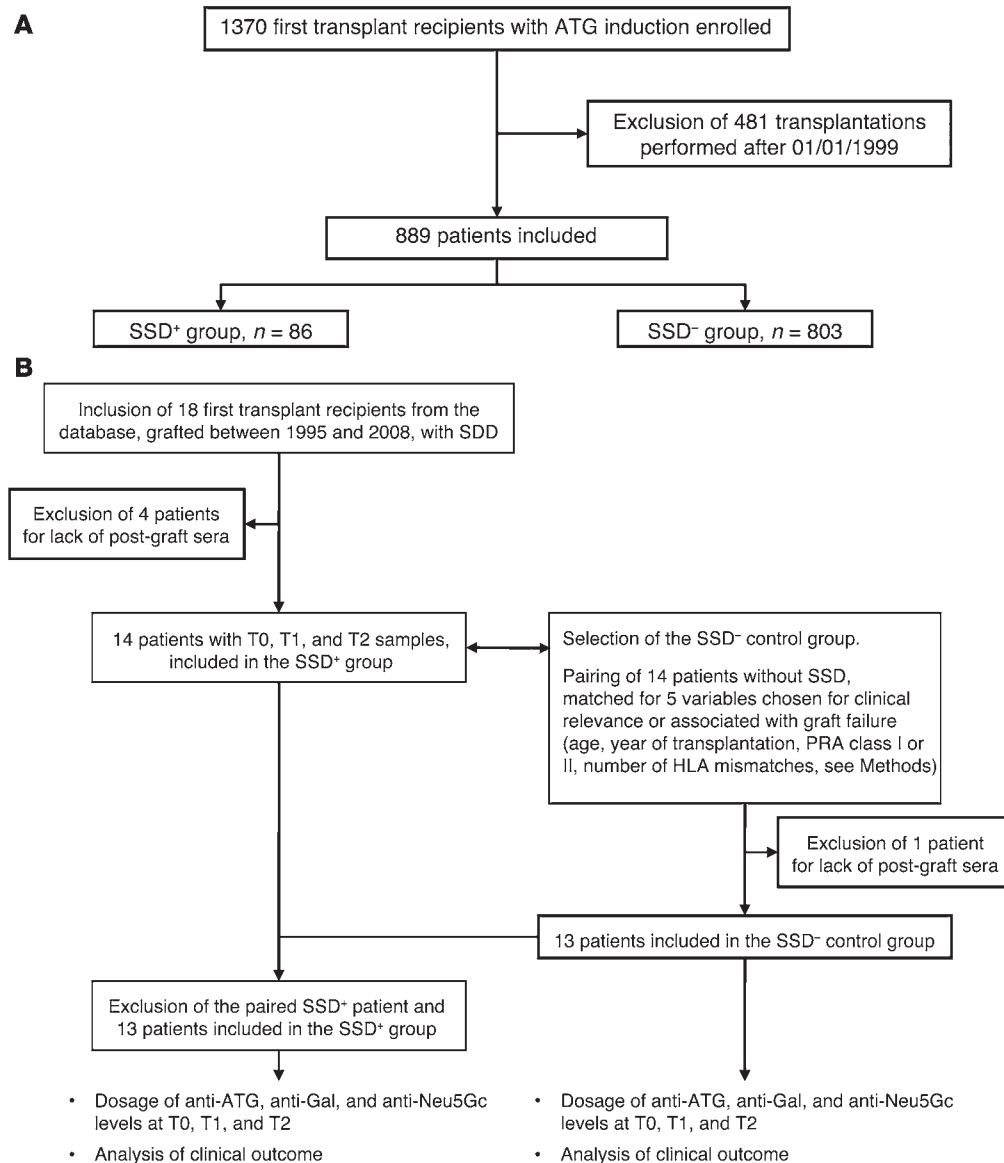 A
1370 first transplant recipients with ATG induction enrolled
Exclusion of 481 transplantations
performed after 01/01/1999
889 patients included
SSD⁺ group, n = 86
SSD⁻ group, n = 803
B
Inclusion of 18 first transplant recipients from the
database, grafted between 1995 and 2008, with SDD
Exclusion of 4 patients
for lack of post-graft sera
14 patients with T0, T1, and T2 samples,
included in the SSD⁺ group
Selection of the SSD⁻ control group.
Pairing of 14 patients without SSD,
matched for 5 variables chosen for clinical
relevance or associated with graft failure
(age, year of transplantation, PRA class I or
II, number of HLA mismatches, see Methods)
Exclusion of 1 patient
for lack of post-graft sera
13 patients included in the SSD⁻ control group
Exclusion of the paired SSD⁺ patient and
13 patients included in the SSD⁺ group
• Dosage of anti-ATG, anti-Gal, and anti-Neu5Gc
levels at T0, T1, and T2
• Analysis of clinical outcome
• Dosage of anti-ATG, anti-Gal, and anti-Neu5Gc
levels at T0, T1, and T2
• Analysis of clinical outcome